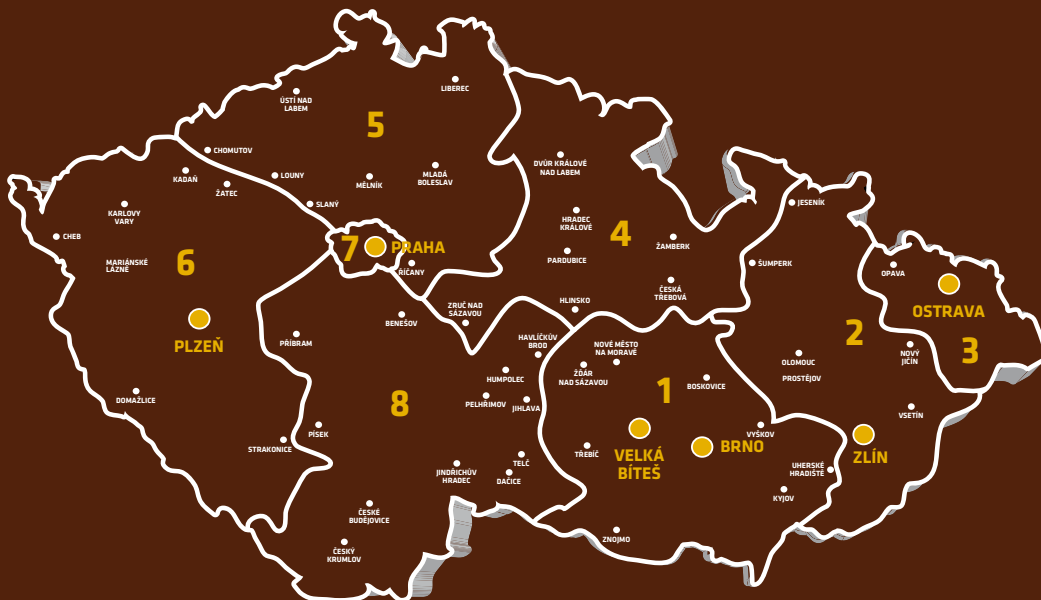 LIBEREC
ÚSTÍ NAD
LABEM
5
CHOMUTOV
KADAŇ
ŽATEC
LOUNY
MĚLNÍK
MLADÁ
BOLESLAV
SLANÝ
DVŮR KRÁLOVÉ
NAD LABEM
HRADEC
KRÁLOVÉ
4
ŽAMBERK
PARDUBICE
ČESKÁ
TŘEBOVÁ
JESENÍK
ŠUMPERK
KARLOVY
VARY
CHEB
MARIÁNSKÉ
LÁZNĚ
6
7
PRAHA
ŘÍČANY
OPAVA
OSTRAVA
3
2
NOVÝ
JIČÍN
PLZEŇ
PŘÍBRAM
BENEŠOV
ZRUČ NAD
SÁZAVOU
HLINSKO
HAVLÍČKŮV
BROD
NOVÉ MĚSTO
NA MORAVĚ
ŽĎÁR
NAD SÁZAVOU
1
BOSKOVICE
OLOMOUC
PROSTĚJOV
HUMPOLEC
8
PELHŘIMOV
JIHLAVA
DOMAŽLICE
STRAKONICE
PÍSEK
VSETÍN
VYŠKOV
ZLÍN
BRNO
VELKÁ
BÍTEŠ
TŘEBÍČ
TELČ
DAČICE
JINDŘICHŮV
HRADEC
UHERSKÉ
HRADIŠTĚ
KYJOV
ČESKÉ
BUDĚJOVICE
ČESKÝ
KRUMLOV
ZNOJMO